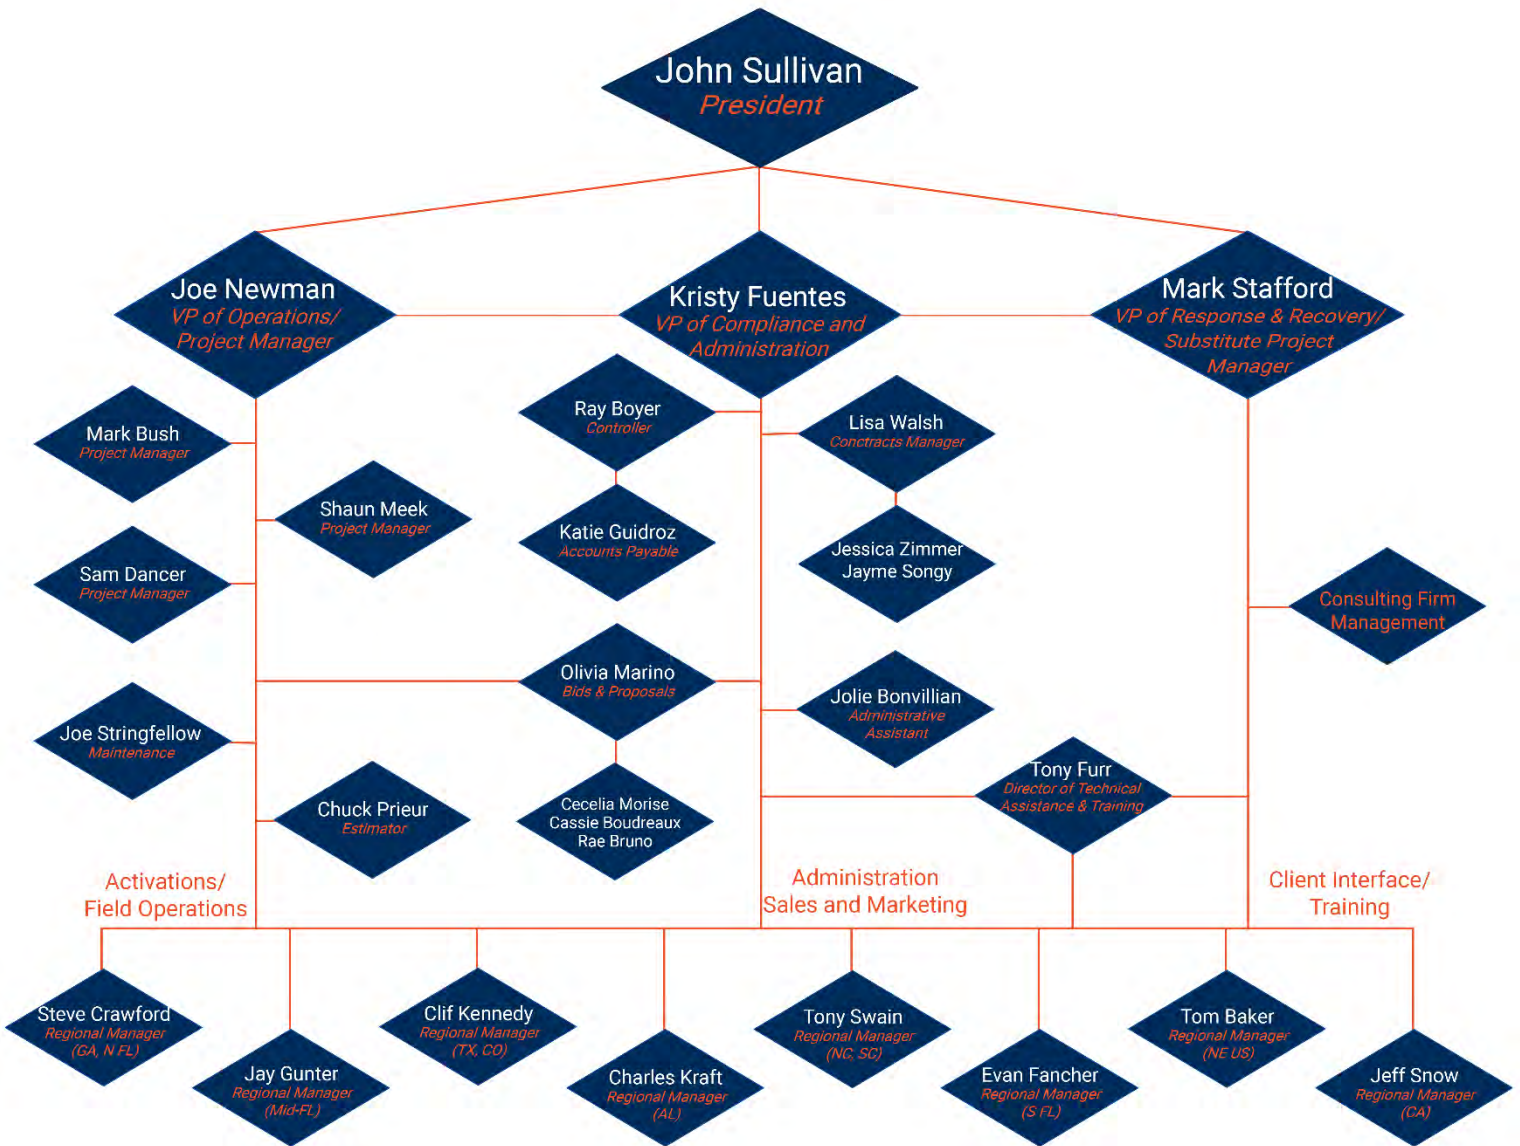 John Sullivan
President
Joe Newman
VP of Operations/
Project Manager
Kristy Fuentes
VP of Compliance and
Administration
Mark Stafford
VP of Response & Recovery/
Substitute Project
Manager
Mark Bush
Project Manager
Shaun Meek
Project Manager
Sam Dancer
Project Manager
Joe Stringfellow
Maintenance
Chuck Prieur
Estimator
Ray Boyer
Controller
Katie Guidroz
Accounts Payable
Lisa Walsh
Conctracts Manager
Jessica Zimmer
Jayme Songy
Olivia Marino
Bids & Proposals
Cecelia Morise
Cassie Boudreaux
Rae Bruno
Jolie Bonvillian
Administrative
Assistant
Tony Furr
Director of Technical
Assistance & Training
Consulting Firm
Management
Activations/
Field Operations
Administration
Sales and Marketing
Client Interface/
Training
Steve Crawford
Regional Manager
(GA, N FL)
Jay Gunter
Regional Manager
(Mid-FL)
Clif Kennedy
Regional Manager
(TX, CO)
Charles Kraft
Regional Manager
(AL)
Tony Swain
Regional Manager
(NC, SC)
Evan Fancher
Regional Manager
(S FL)
Tom Baker
Regional Manager
(NE US)
Jeff Snow
Regional Manager
(CA)